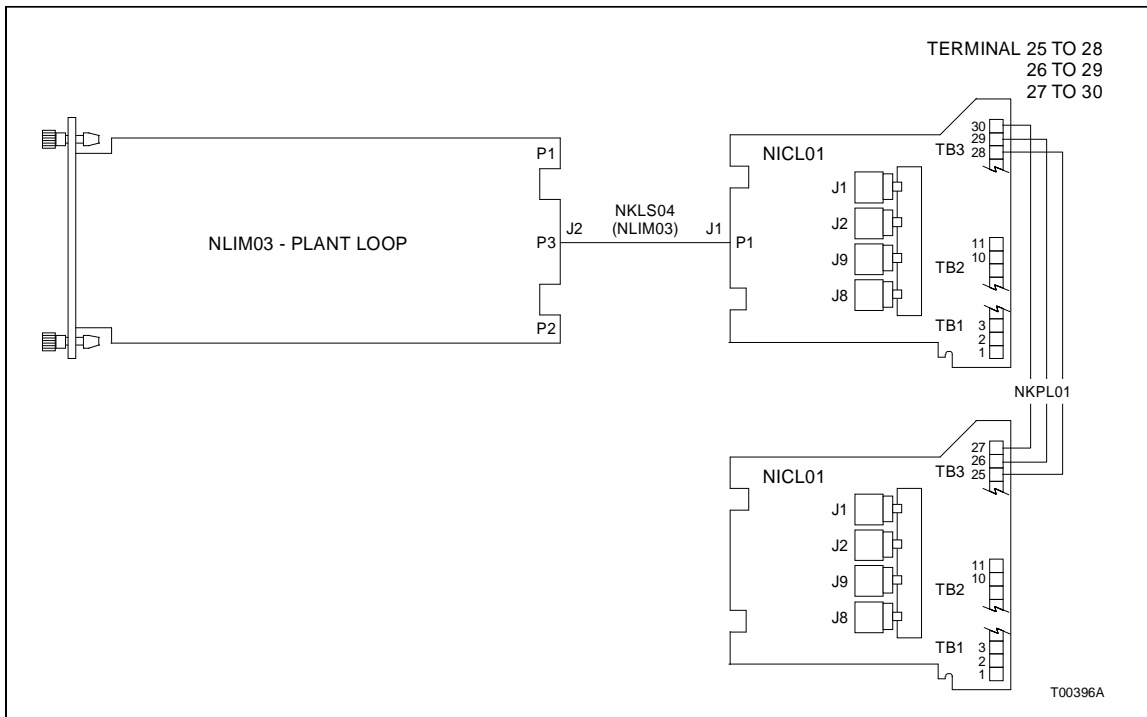 TERMINAL 25 TO 28
26 TO 29
27 TO 30
P1
NLIM03 - PLANT LOOP
P3
P2
J2
NKLS04
(NLIM03)
J1
P1
NICL01
J1
J2
J9
J8
30
29
28
TB3
11
10
TB2
TB1
3
2
1
NKPL01
NICL01
J1
J2
J9
J8
27
26
25
TB3
11
10
TB2
TB1
3
2
1
T00396A